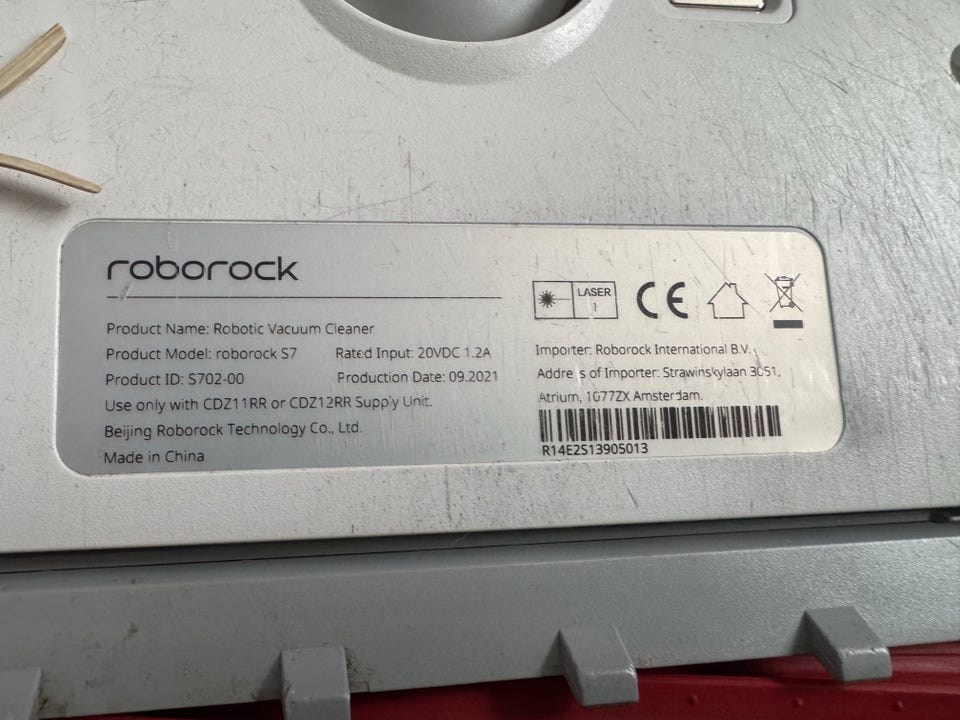 roborock
Product Name: Robotic Vacuum Cleaner
Product Model: roborock S7 Rated Input: 20VDC 1.2A
Product ID: S702-00 Production Date: 09.2021
Use only with CDZ11RR or CDZ12RR Supply Unit.
Beijing Roborock Technology Co., Ltd.
Made in China
LASER
1
CE
Importer: Roborock International B.V.
Address of Importer: Strawinskylaan 3051,
Atrium, 1077ZX Amsterdam.
R14E2S13905013